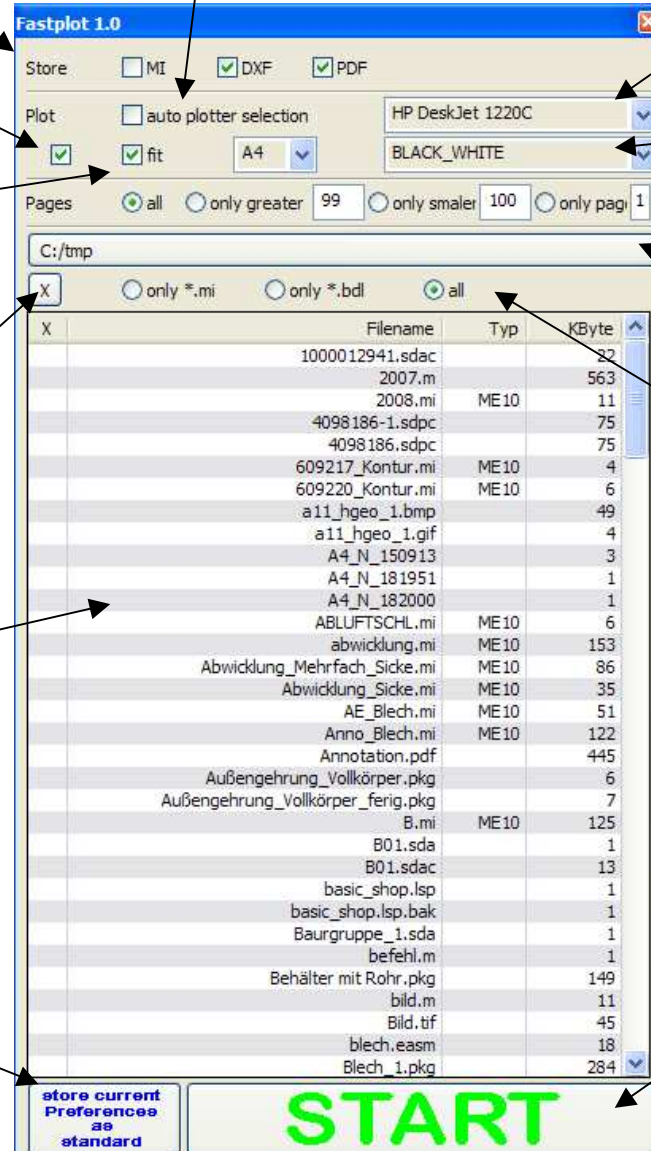 Fastplot 1.0
Store MI DXF PDF
Plot auto plotter selection HP DeskJet 1220C
fit A4 BLACK_WHITE
Pages all only greater 99 only smaler 100 only pag 1
C:/tmp
X only *.mi only *.bdl all
X Filename Typ KByte
1000012941.sdac 22
2007.m 563
2008.mi ME10 11
4098186-1.sdpc 75
4098186.sdpc 75
609217_Kontur.mi ME10 4
609220_Kontur.mi ME10 6
a11_hgeo_1.bmp 49
a11_hgeo_1.gif 4
A4_N_150913 3
A4_N_181951 1
A4_N_182000 1
ABLUFTSCHL.mi ME10 6
abwicklung.mi ME10 153
Abwicklung_Mehrfach_Sicke.mi ME10 86
Abwicklung_Sicke.mi ME10 35
AE_Blech.mi ME10 51
Anno_Blech.mi ME10 122
Annotation.pdf 445
Außengehrung_Vollkörper.pkg 6
Außengehrung_Vollkörper_ferig.pkg 7
B.mi ME10 125
B01.sda 1
B01.sdac 13
basic_shop.lsp 1
basic_shop.lsp.bak 1
Baurgruppe_1.sda 1
befehl.m 1
Behälter mit Rohr.pkg 149
bild.m 11
Bild.tif 45
blech.easm 18
Blech_1.pkg 284
store current
Preferences
as
standard
START